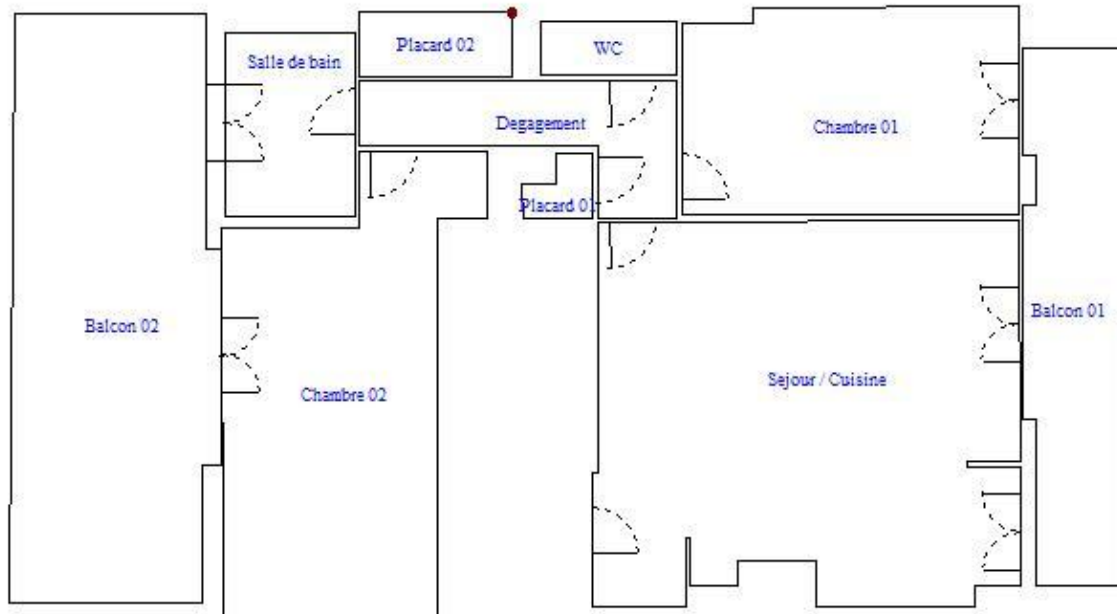 Placard 02
WC
Salle de bain
Degagement
Chambre 01
Placard 01
Balcon 02
Balcon 01
Sejour / Cuisine
Chambre 02